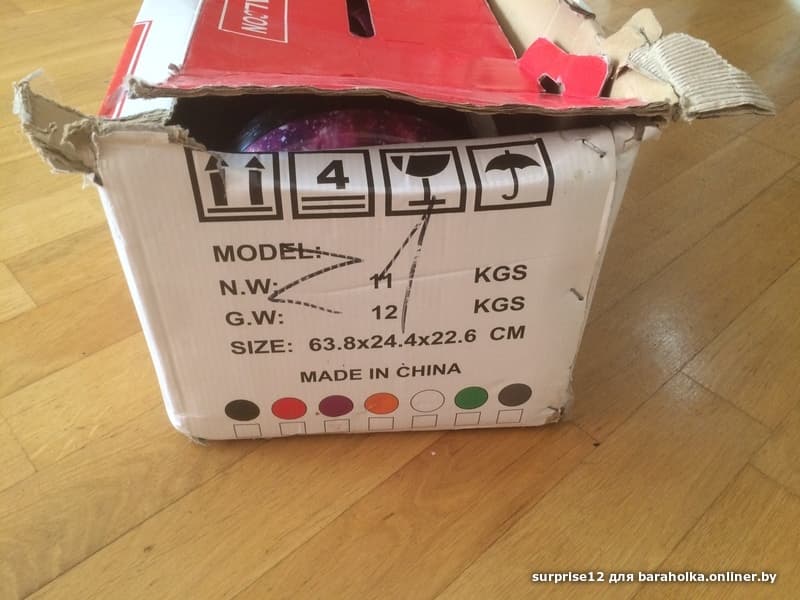 4
MODEL:
N.W: 11 KGS
G.W: 12 KGS
SIZE: 63.8x24.4x22.6 CM
MADE IN CHINA
surprise12 для baraholka.onliner.by